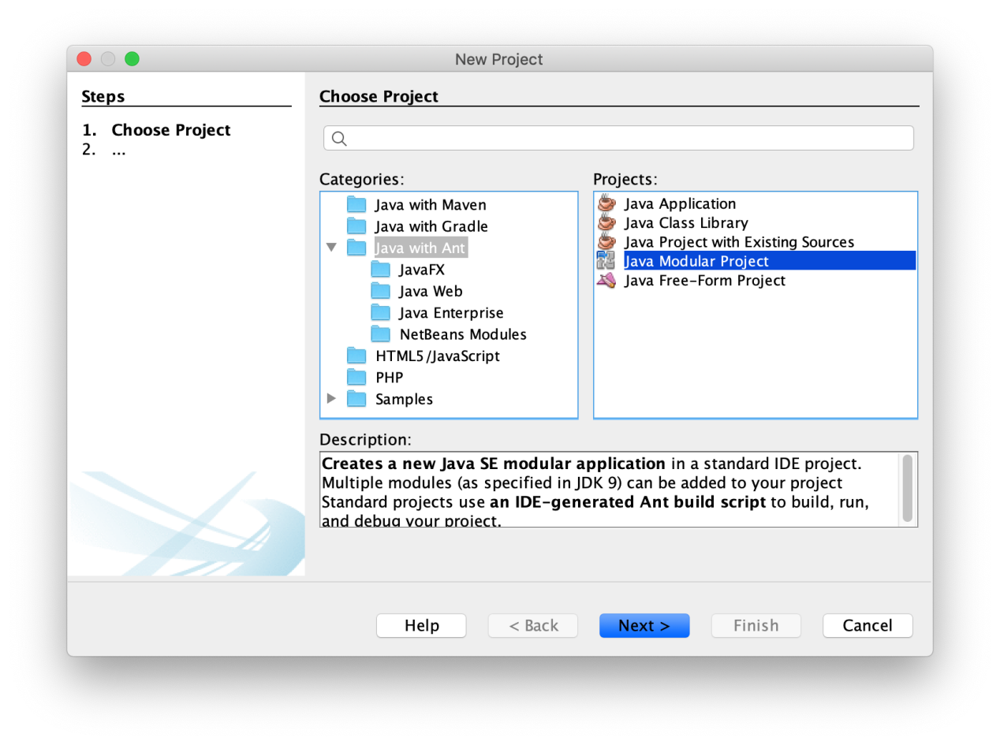 New Project
Steps
1. Choose Project
2. ...
Choose Project
Categories:
Java with Maven
Java with Gradle
Java with Ant
JavaFX
Java Web
Java Enterprise
NetBeans Modules
HTML5/JavaScript
PHP
Samples
Projects:
Java Application
Java Class Library
Java Project with Existing Sources
Java Modular Project
Java Free-Form Project
Description:
Creates a new Java SE modular application in a standard IDE project.
Multiple modules (as specified in JDK 9) can be added to your project
Standard projects use an IDE-generated Ant build script to build, run,
and debug your project.
Help
< Back
Next >
Finish
Cancel